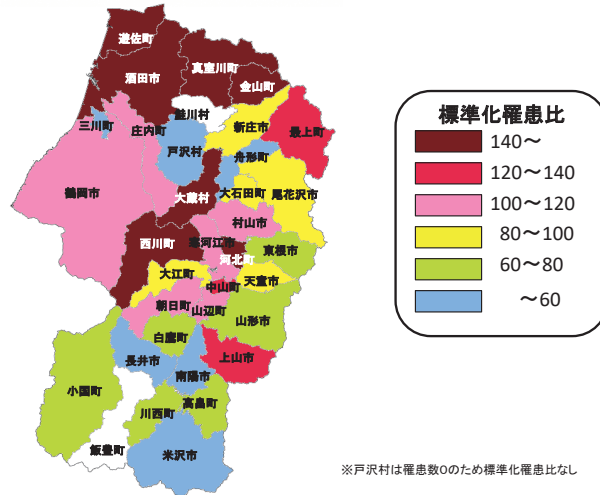 遊佐町
真室川町
酒田市
金山町
鮭川村
三川町
庄内町
新庄市
最上町
戸沢村
舟形町
鶴岡市
大蔵村
大石田町
尾花沢市
村山市
西川町
寒河江市
河北町
東根市
大江町
中山町
天童市
朝日町
山辺町
山形市
白鷹町
長井市
上山市
南陽市
小国町
高畠町
川西町
飯豊町
米沢市
標準化罹患比
140～
120～140
100～120
80～100
60～80
～60
※戸沢村は罹患数0のため標準化罹患比なし